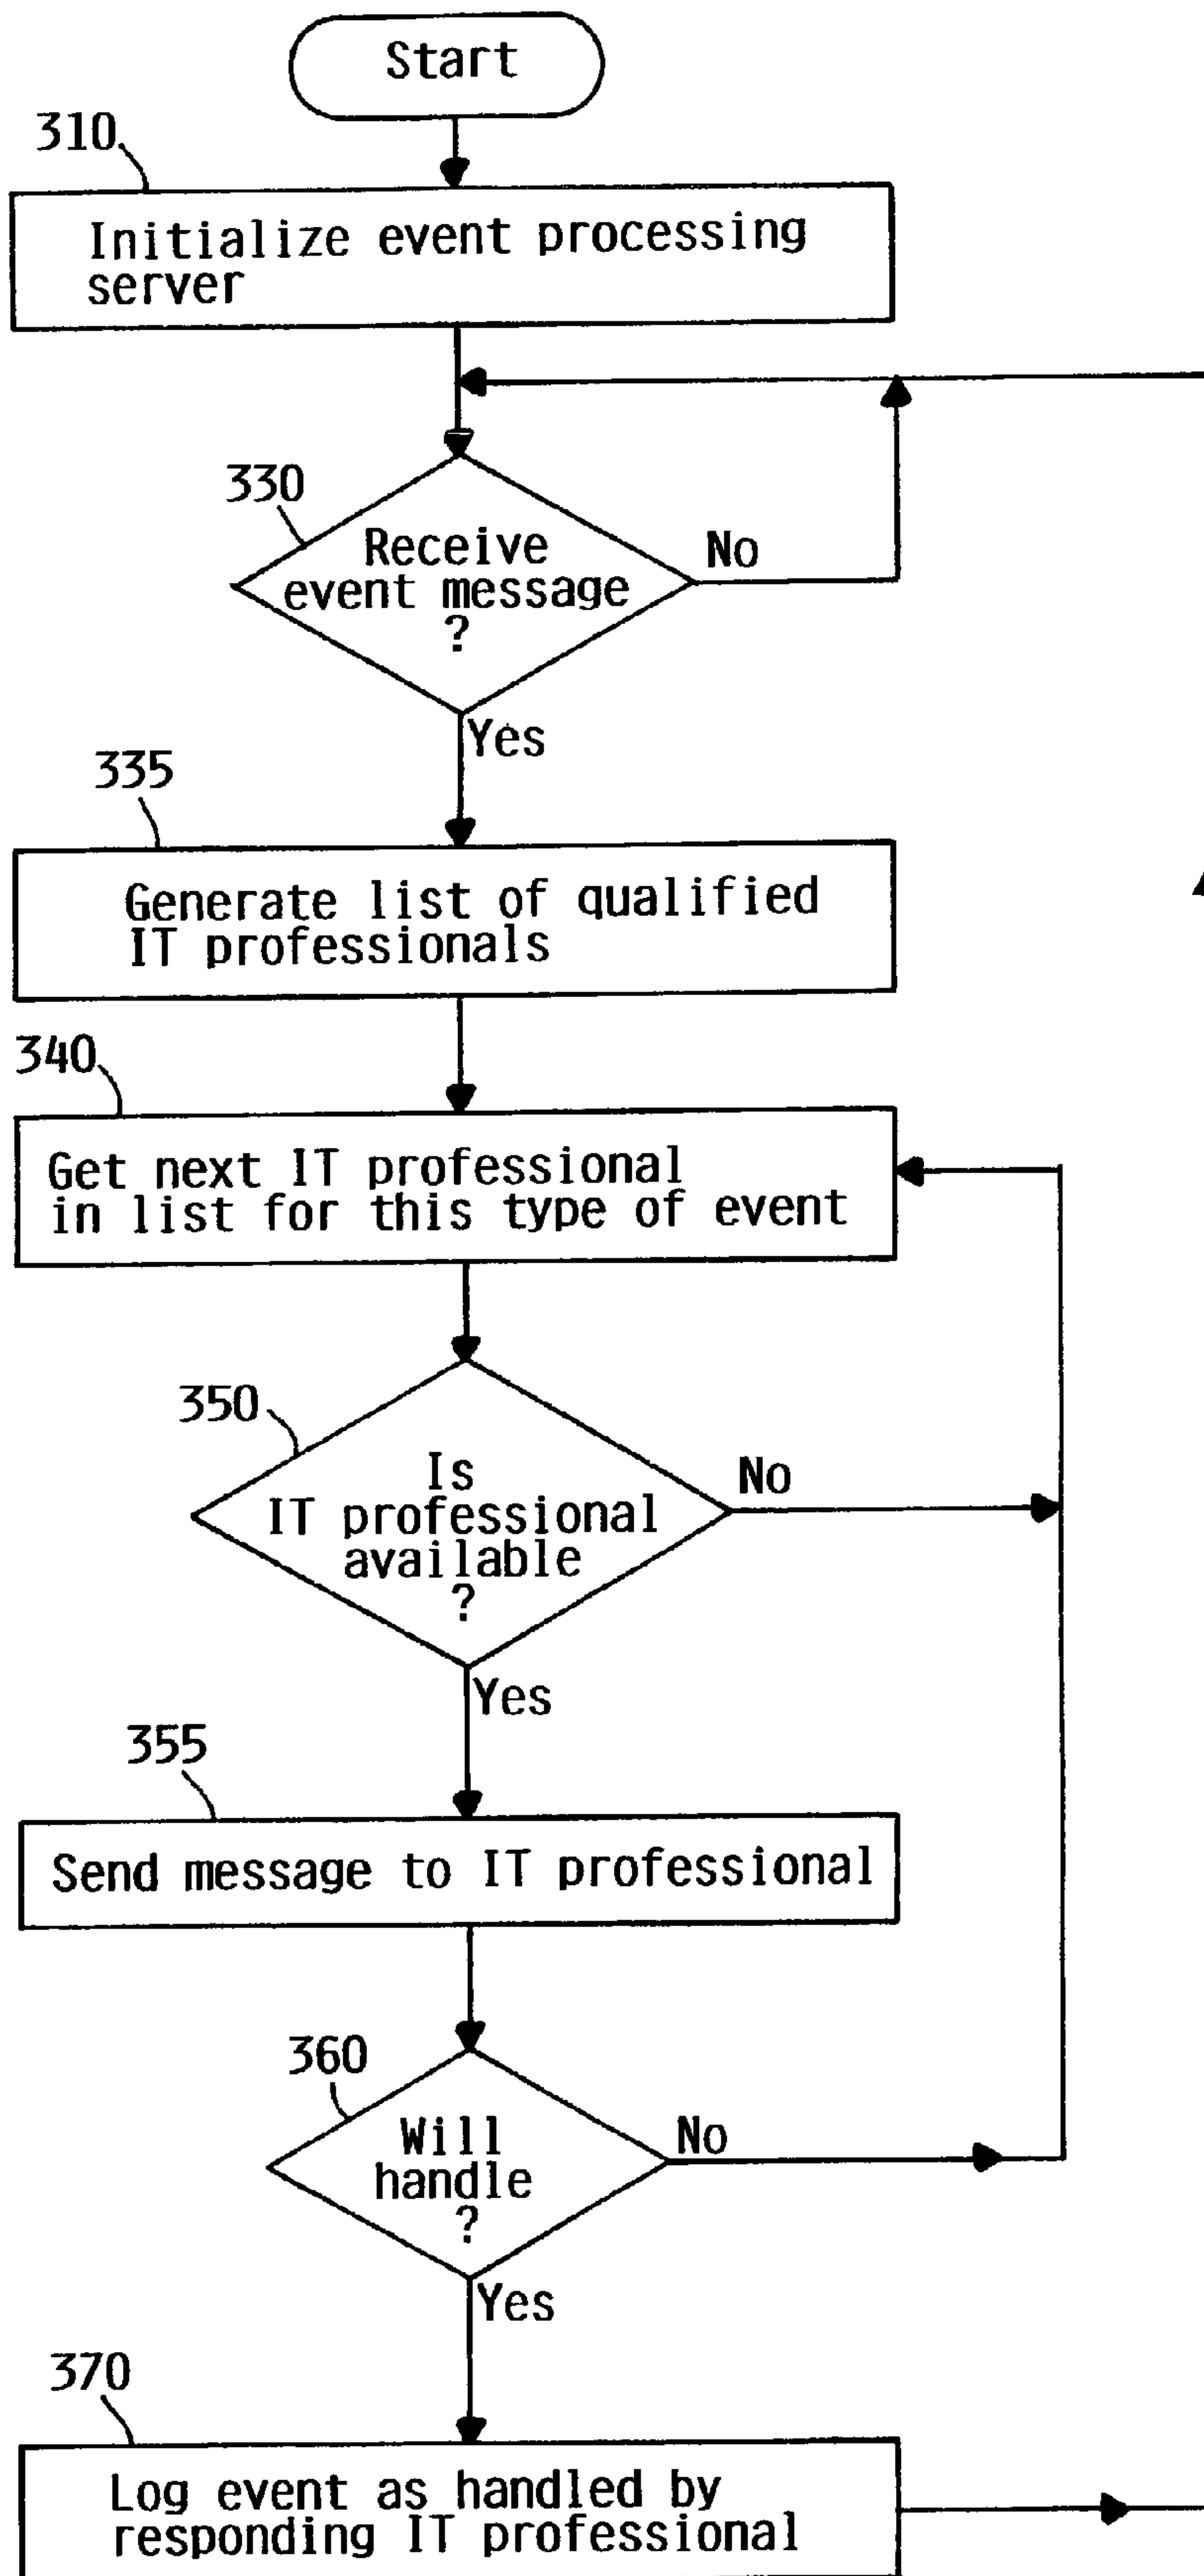 Start
310
Initialize event processing
server
330
Receive
event message
?
No
Yes
335
Generate list of qualified
IT professionals
340
Get next IT professional
in list for this type of event
350
Is
IT professional
available
?
No
Yes
355
Send message to IT professional
360
Will
handle
?
No
Yes
370
Log event as handled by
responding IT professional